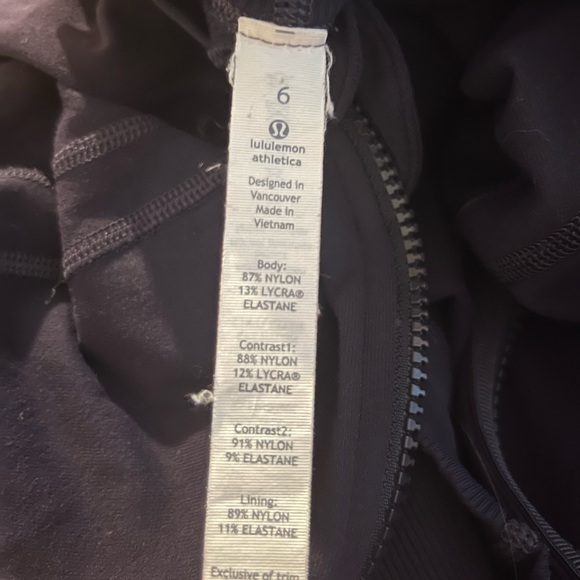 6
lululemon
athletica
Designed in
Vancouver
Made in
Vietnam
Body:
87% NYLON
13% LYCRA®
ELASTANE
Contrast1:
88% NYLON
12% LYCRA®
ELASTANE
Contrast2:
91% NYLON
9% ELASTANE
Lining:
89% NYLON
11% ELASTANE
Exclusive of trim